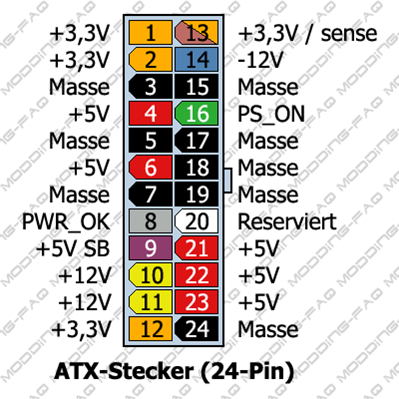 +3,3V 1 13 +3,3V / sense
+3,3V 2 14 -12V
Masse 3 15 Masse
+5V 4 16 PS_ON
Masse 5 17 Masse
+5V 6 18 Masse
Masse 7 19 Masse
PWR_OK 8 20 Reserviert
+5V SB 9 21 +5V
+12V 10 22 +5V
+12V 11 23 +5V
+3,3V 12 24 Masse
ATX-Stecker (24-Pin)
MODDING-FAQ